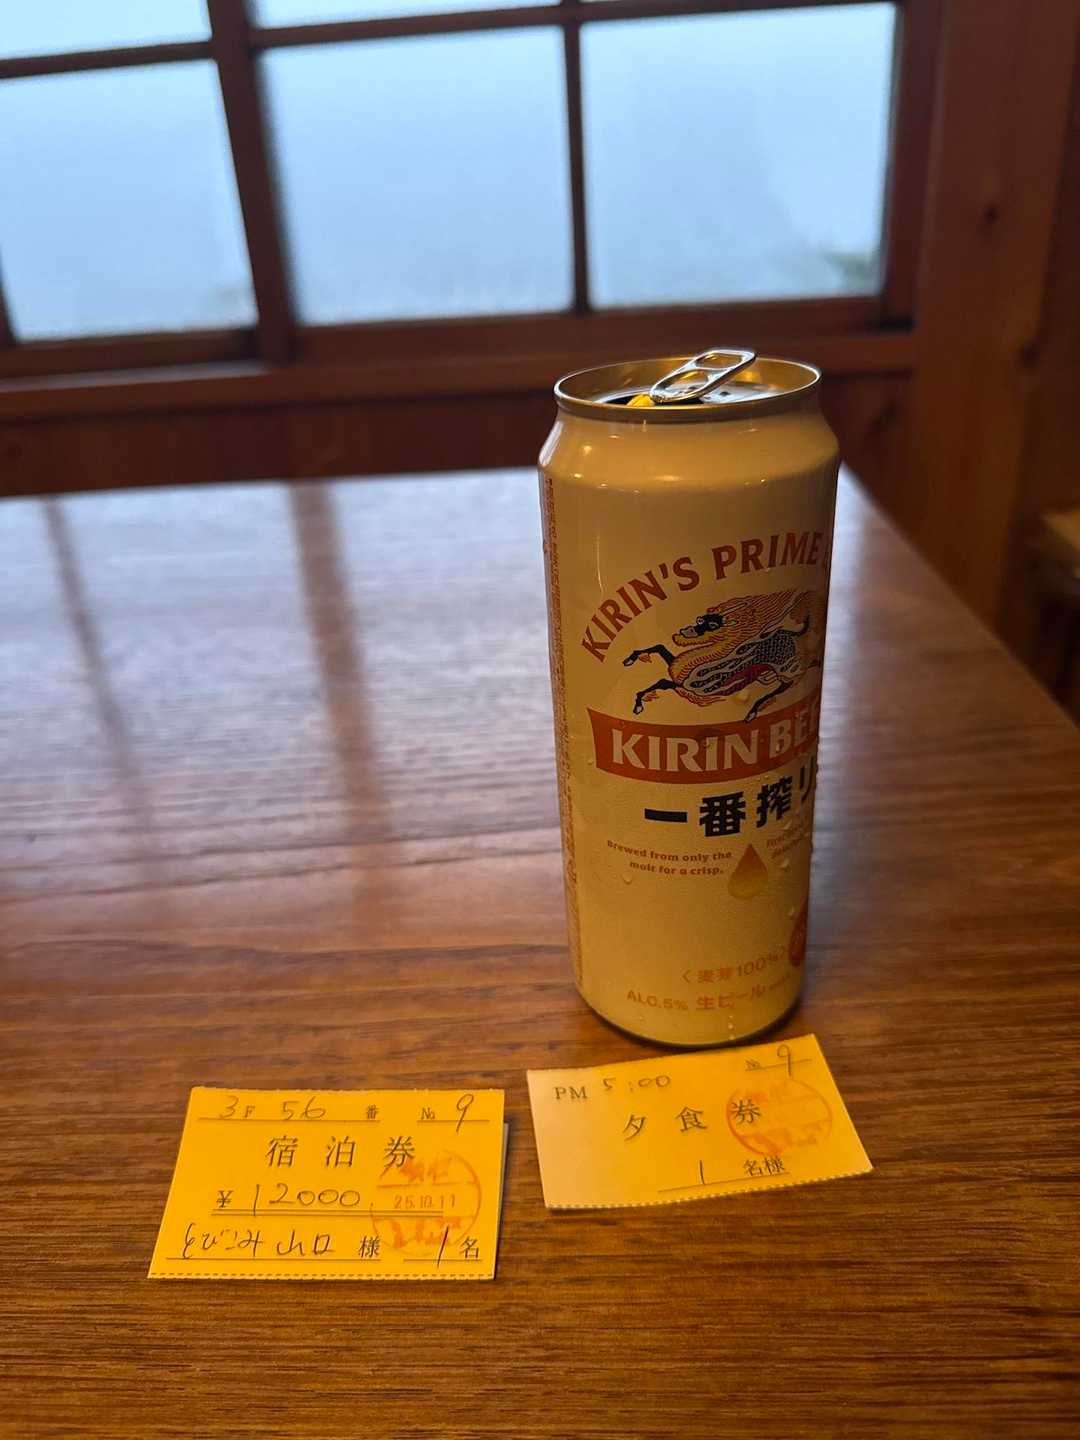 KIRIN'S PRIME
KIRIN BEE
一番搾り
Brewed from only the
malt for a crisp,
〈麦芽100%〉
ALC.5% 生ビール
3F 56 番 № 9
宿泊券
¥12000
25.10.11
とびこみ 山口 様 1名
PM 5:00 № 9
夕食券
1 名様